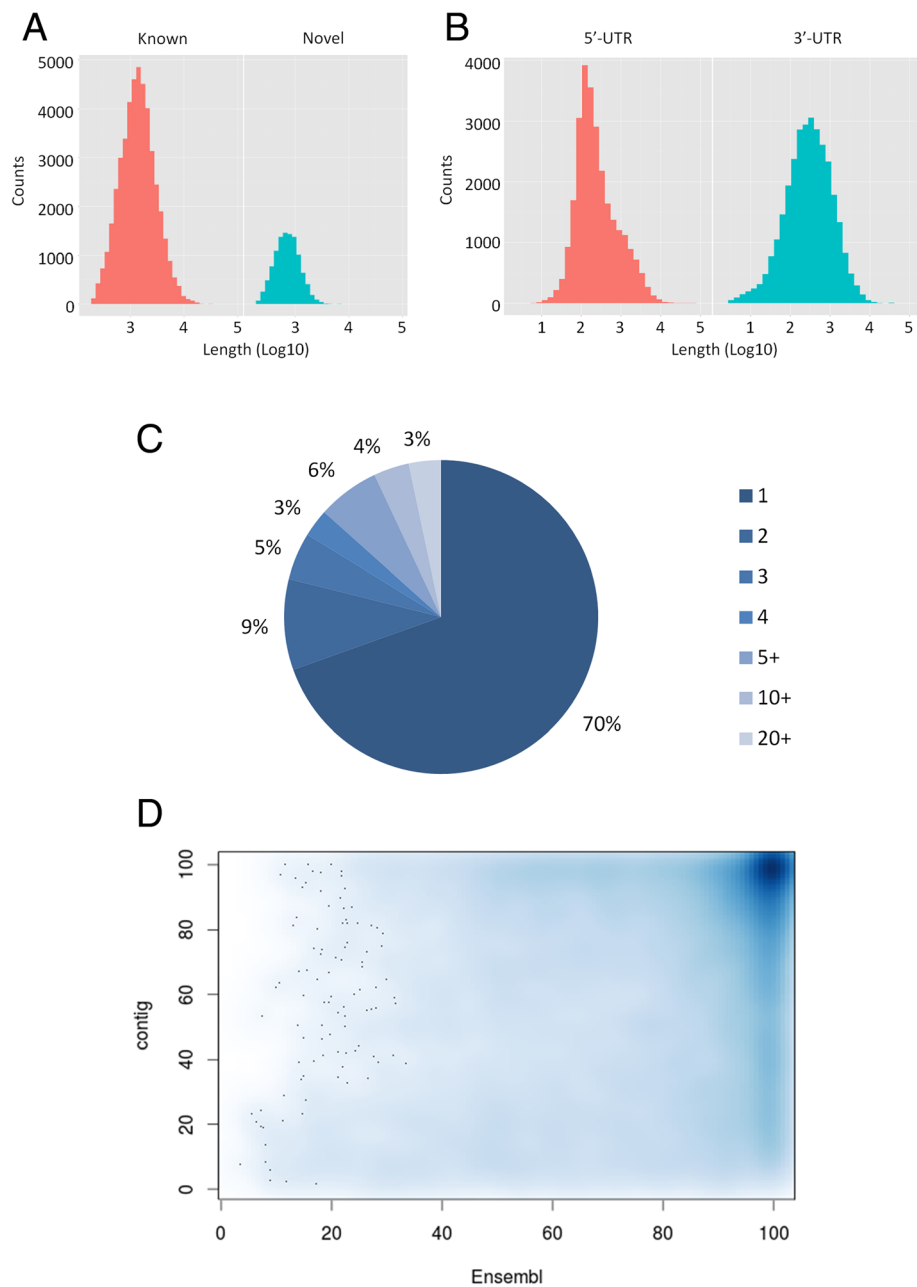 A
Known Novel
5000
4000
3000
2000
1000
0
Counts
3 4 5 3 4 5
Length (Log10)
B
5’-UTR 3’-UTR
4000
3000
2000
1000
0
Counts
1 2 3 4 5 1 2 3 4 5
Length (Log10)
C
3%
4%
6%
3%
5%
9%
70%
1
2
3
4
5+
10+
20+
D
100
80
60
40
20
0
contig
0 20 40 60 80 100
Ensembl